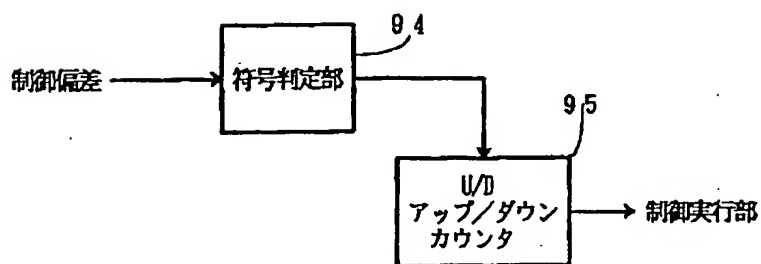 94
制御偏差
符号判定部
95
U/D
アップ/ダウン
カウンタ
制御実行部